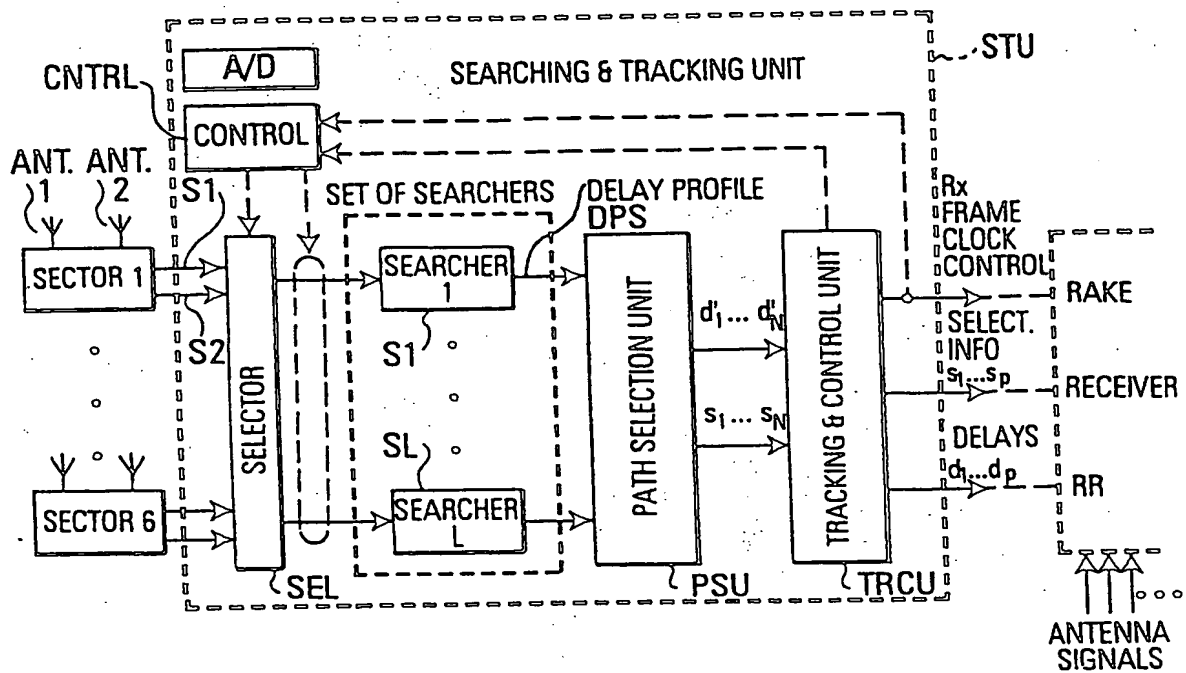 A/D
SEARCHING & TRACKING UNIT
STU
CNTRL
CONTROL
ANT.
1
ANT.
2
S1
SET OF SEARCHERS
DELAY PROFILE
DPS
Rx
FRAME
CLOCK
CONTROL
SECTOR 1
S2
SELECTOR
SEARCHER
1
S1
PATH SELECTION UNIT
d'1 ... d'N
s1 ... sN
TRACKING & CONTROL UNIT
RAKE
SELECT.
INFO
s1...sp
RECEIVER
DELAYS
d1...dp
RR
SECTOR 6
SL
SEARCHER
L
SEL
PSU
TRCU
ANTENNA
SIGNALS